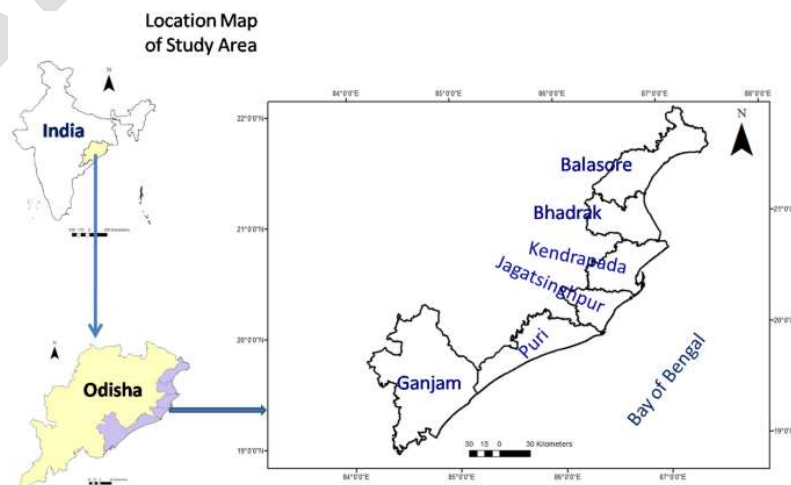 Location Map
of Study Area
N
India
N
Odisha
N
84°0'0"E 85°0'0"E 86°0'0"E 87°0'0"E 88°0'0"E
22°0'0"N
21°0'0"N
20°0'0"N
19°0'0"N
Balasore
Bhadrak
Kendrapada
Jagatsinghpur
Puri
Ganjam
Bay of Bengal
30 15 0 30 Kilometers
84°0'0"E 85°0'0"E 86°0'0"E 87°0'0"E